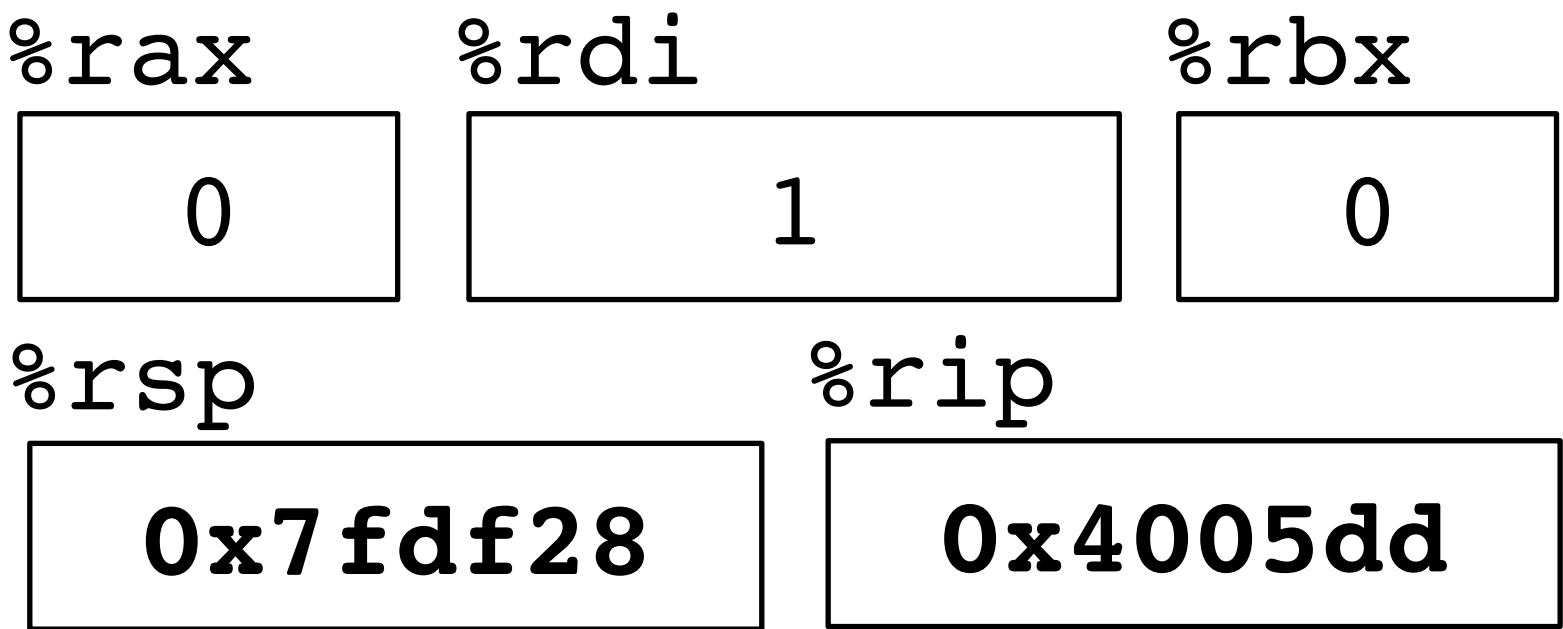 %rax %rdi %rbx
0 1 0
%rsp %rip
0x7fdf28 0x4005dd